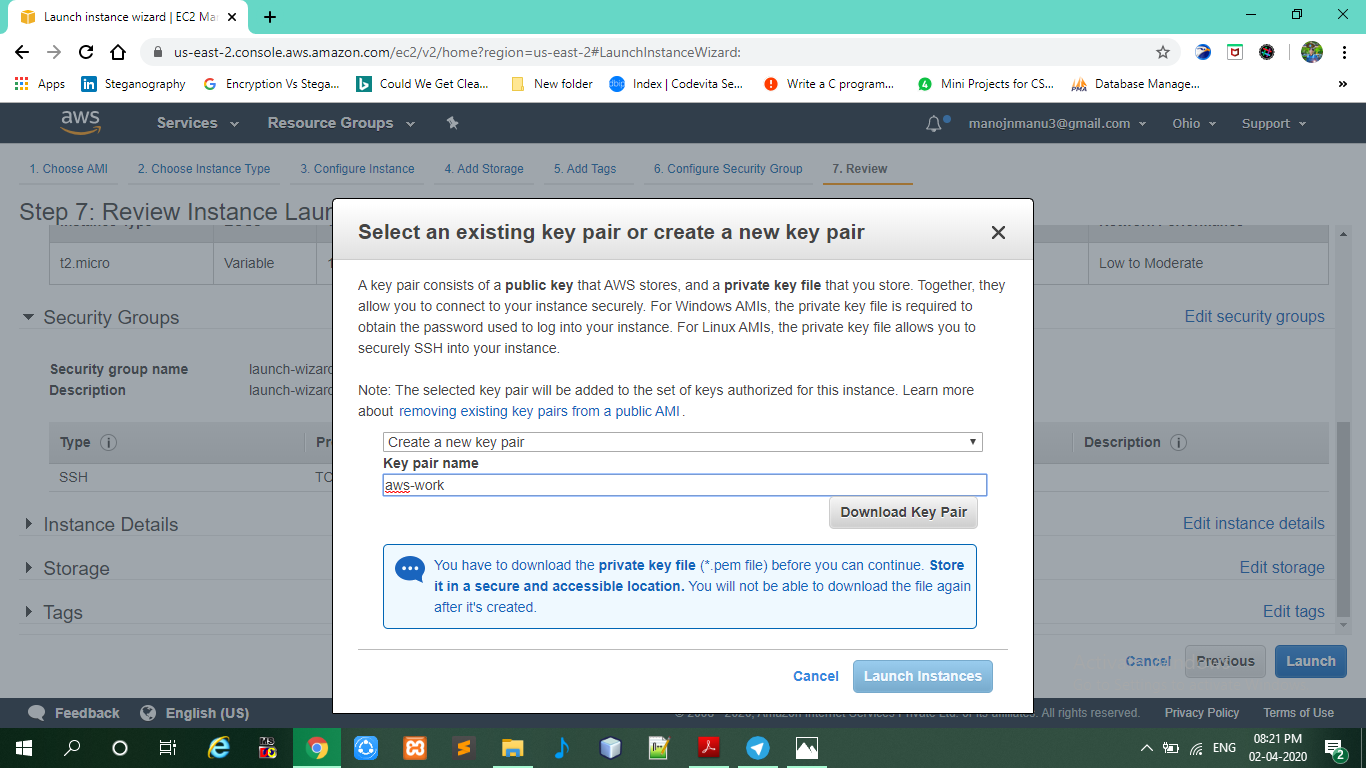 Launch instance wizard | EC2 Ma
us-east-2.console.aws.amazon.com/ec2/v2/home?region=us-east-2#LaunchInstanceWizard:
Apps Steganography Encryption Vs Stega... Could We Get Clea... New folder Index | Codevita Se... Write a C program... Mini Projects for CS... Database Manage... »
aws Services Resource Groups manojnmanu3@gmail.com Ohio Support
1. Choose AMI 2. Choose Instance Type 3. Configure Instance 4. Add Storage 5. Add Tags 6. Configure Security Group 7. Review
Step 7: Review Instance Laun
t2.micro Variable Low to Moderate
Security Groups Edit security groups
Security group name launch-wizard
Description launch-wizard
Type Pr Description
SSH TC
Instance Details Edit instance details
Storage Edit storage
Tags Edit tags
Cancel Previous Launch
Select an existing key pair or create a new key pair
A key pair consists of a public key that AWS stores, and a private key file that you store. Together, they
allow you to connect to your instance securely. For Windows AMIs, the private key file is required to
obtain the password used to log into your instance. For Linux AMIs, the private key file allows you to
securely SSH into your instance.
Note: The selected key pair will be added to the set of keys authorized for this instance. Learn more
about removing existing key pairs from a public AMI.
Create a new key pair
Key pair name
aws-work
Download Key Pair
You have to download the private key file (*.pem file) before you can continue. Store
it in a secure and accessible location. You will not be able to download the file again
after it's created.
Cancel Launch Instances
Feedback English (US) All rights reserved. Privacy Policy Terms of Use
ENG 08:21 PM
02-04-2020 2